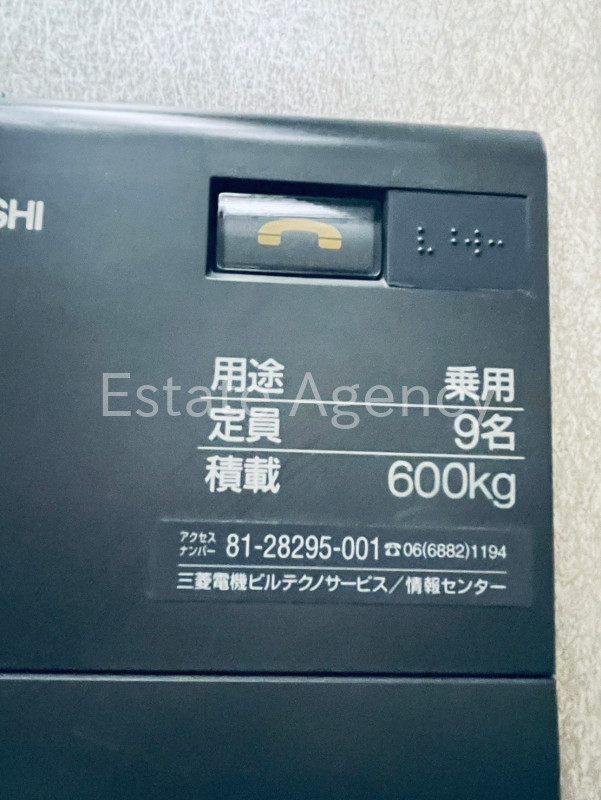 SHI
用途 乗用
定員 9名
積載 600kg
アクセス
ナンバー 81-28295-001 ☎06(6882)1194
三菱電機ビルテクノサービス/情報センター
Estate Agency